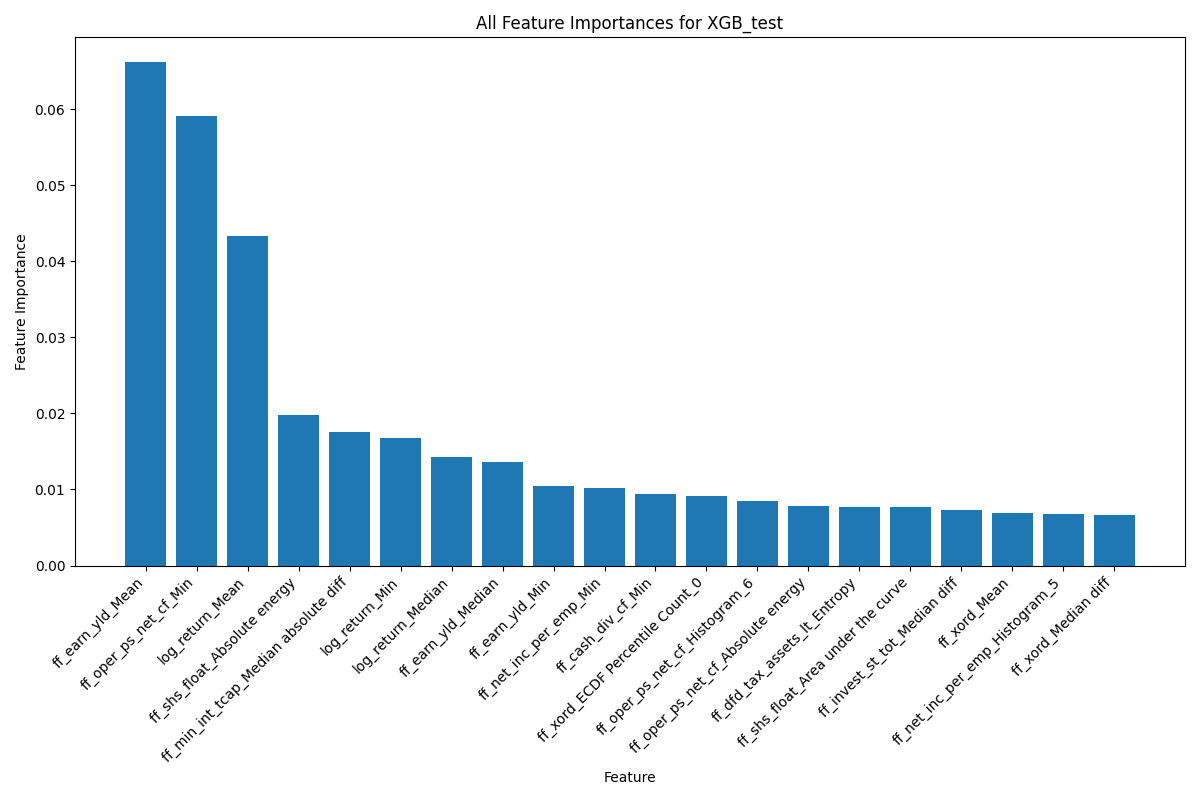 All Feature Importances for XGB_test
Feature Importance
0.06
0.05
0.04
0.03
0.02
0.01
0.00
ff_earn_yld_Mean
ff_oper_ps_net_cf_Min
log_return_Mean
ff_shs_float_Absolute energy
ff_min_int_tcap_Median absolute diff
log_return_Min
log_return_Median
ff_earn_yld_Median
ff_earn_yld_Min
ff_net_inc_per_emp_Min
ff_cash_div_cf_Min
ff_xord_ECDF Percentile Count_0
ff_oper_ps_net_cf_Histogram_6
ff_oper_ps_net_cf_Absolute energy
ff_dfd_tax_assets_lt_Entropy
ff_shs_float_Area under the curve
ff_invest_st_tot_Median diff
ff_xord_Mean
ff_net_inc_per_emp_Histogram_5
ff_xord_Median diff
Feature